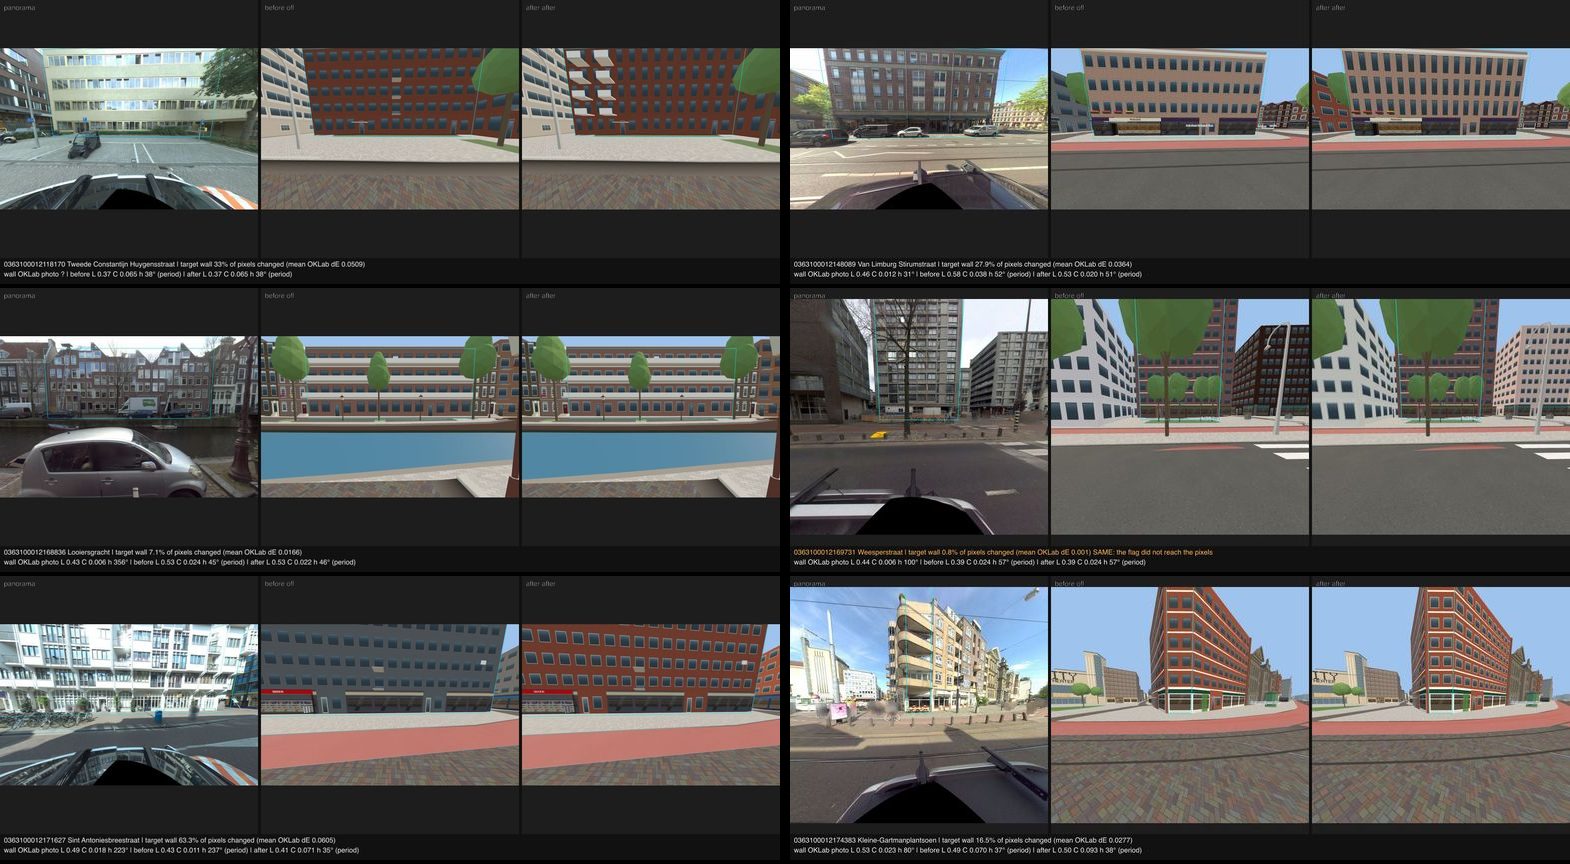 panorama
before off
after after
panorama
before off
after after
0363100012118170 Tweede Constantijn Huygensstraat | target wall 33% of pixels changed (mean OKLab dE 0.0509)
wall OKLab photo ? | before L 0.37 C 0.065 h 38° (period) | after L 0.37 C 0.065 h 38° (period)
0363100012148089 Van Limburg Stirumstraat | target wall 27.9% of pixels changed (mean OKLab dE 0.0364)
wall OKLab photo L 0.46 C 0.012 h 31° | before L 0.58 C 0.038 h 52° (period) | after L 0.53 C 0.020 h 51° (period)
panorama
before off
after after
panorama
before off
after after
0363100012168836 Looiersgracht | target wall 7.1% of pixels changed (mean OKLab dE 0.0166)
wall OKLab photo L 0.43 C 0.006 h 356° | before L 0.53 C 0.024 h 45° (period) | after L 0.53 C 0.022 h 46° (period)
0363100012169731 Weesperstraat | target wall 0.8% of pixels changed (mean OKLab dE 0.001) SAME: the flag did not reach the pixels
wall OKLab photo L 0.44 C 0.006 h 100° | before L 0.39 C 0.024 h 57° (period) | after L 0.39 C 0.024 h 57° (period)
panorama
before off
after after
panorama
before off
after after
0363100012171627 Sint Antoniesbreestraat | target wall 63.3% of pixels changed (mean OKLab dE 0.0605)
wall OKLab photo L 0.49 C 0.018 h 223° | before L 0.43 C 0.011 h 237° (period) | after L 0.41 C 0.071 h 35° (period)
0363100012174383 Kleine-Gartmanplantsoen | target wall 16.5% of pixels changed (mean OKLab dE 0.0277)
wall OKLab photo L 0.53 C 0.023 h 80° | before L 0.49 C 0.070 h 37° (period) | after L 0.50 C 0.093 h 38° (period)